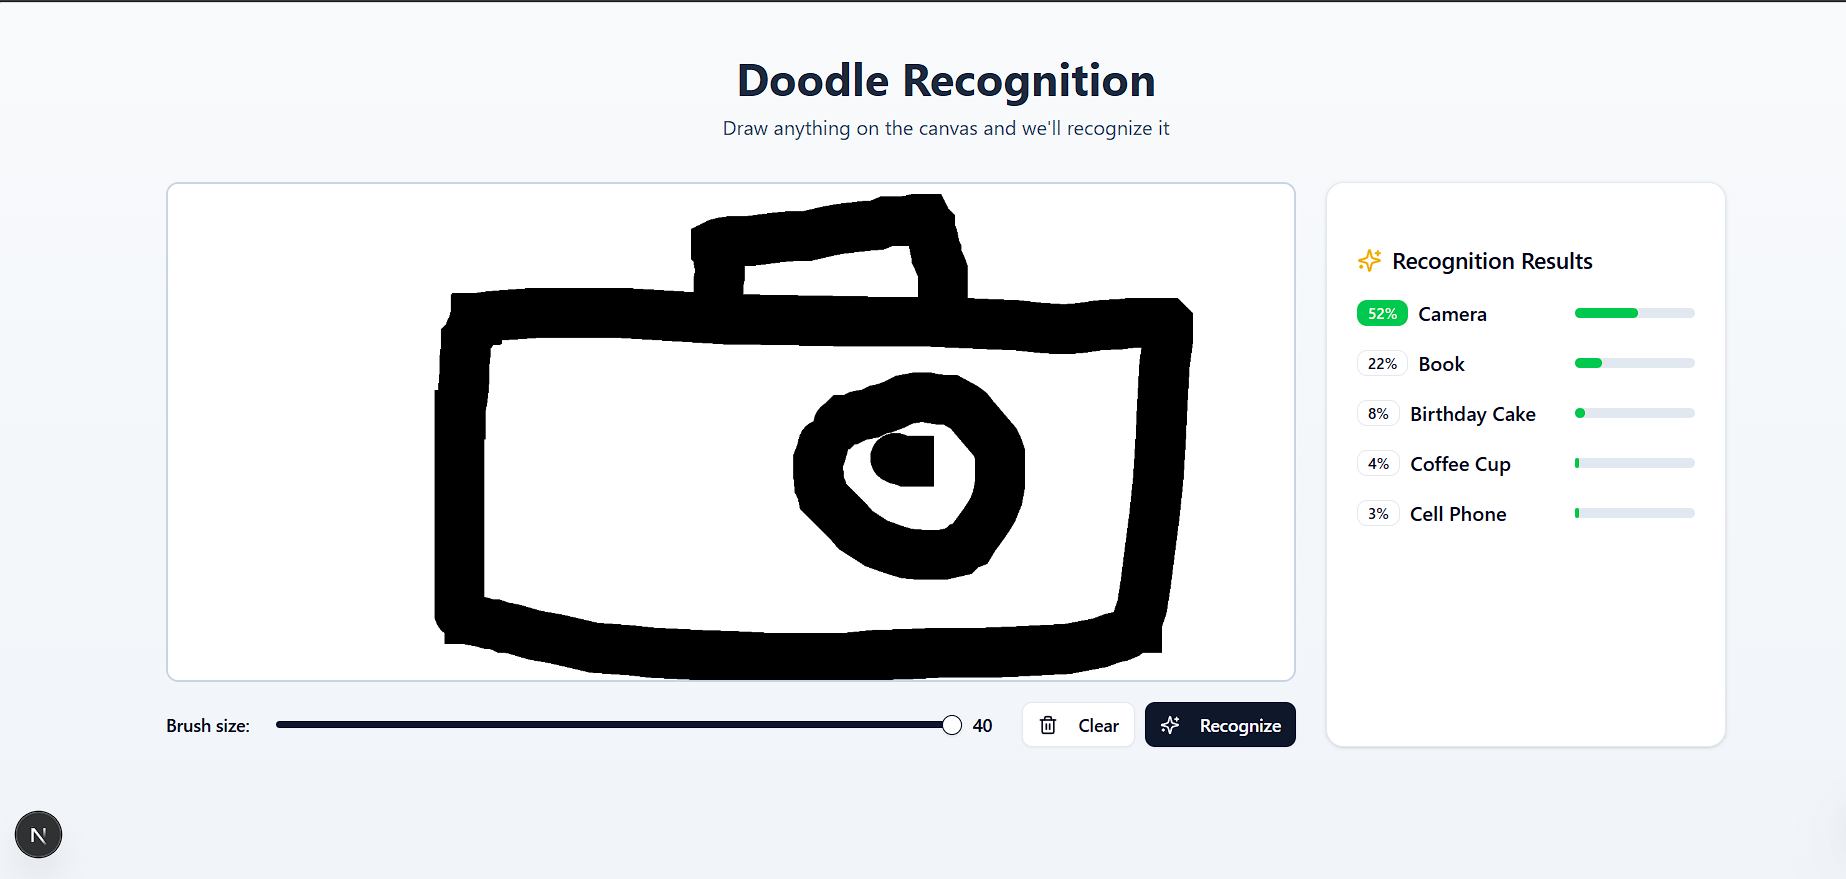 Doodle Recognition
Draw anything on the canvas and we'll recognize it
Recognition Results
52% Camera
22% Book
8% Birthday Cake
4% Coffee Cup
3% Cell Phone
Brush size: 40 Clear Recognize
N